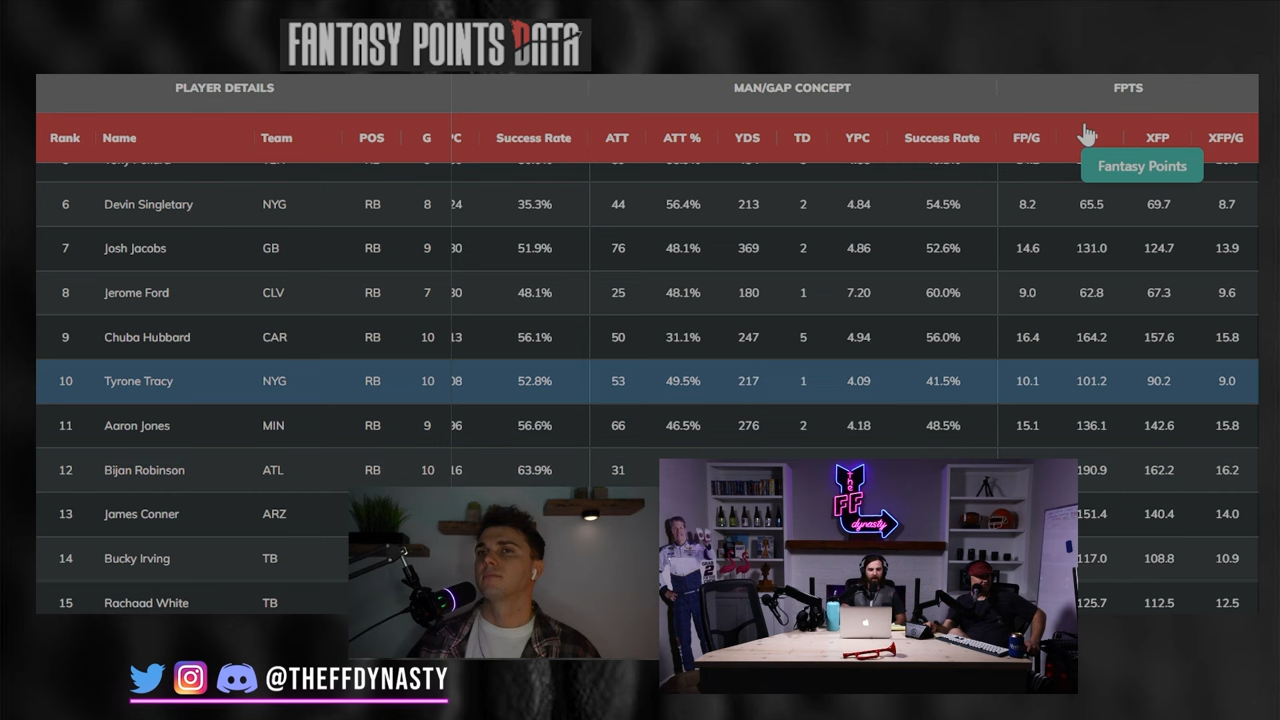 FANTASY POINTS DATA
PLAYER DETAILS MAN/GAP CONCEPT FPTS
Rank Name Team POS G PC Success Rate ATT ATT % YDS TD YPC Success Rate FP/G XFP XFP/G
Fantasy Points
6 Devin Singletary NYG RB 8 24 35.3% 44 56.4% 213 2 4.84 54.5% 8.2 65.5 69.7 8.7
7 Josh Jacobs GB RB 9 30 51.9% 76 48.1% 369 2 4.86 52.6% 14.6 131.0 124.7 13.9
8 Jerome Ford CLV RB 7 30 48.1% 25 48.1% 180 1 7.20 60.0% 9.0 62.8 67.3 9.6
9 Chuba Hubbard CAR RB 10 13 56.1% 50 31.1% 247 5 4.94 56.0% 16.4 164.2 157.6 15.8
10 Tyrone Tracy NYG RB 10 08 52.8% 53 49.5% 217 1 4.09 41.5% 10.1 101.2 90.2 9.0
11 Aaron Jones MIN RB 9 96 56.6% 66 46.5% 276 2 4.18 48.5% 15.1 136.1 142.6 15.8
12 Bijan Robinson ATL RB 10 16 63.9% 31 190.9 162.2 16.2
13 James Conner ARZ 151.4 140.4 14.0
14 Bucky Irving TB 117.0 108.8 10.9
15 Rachaad White TB 125.7 112.5 12.5
The
FF
dynasty
@THEFFDYNASTY